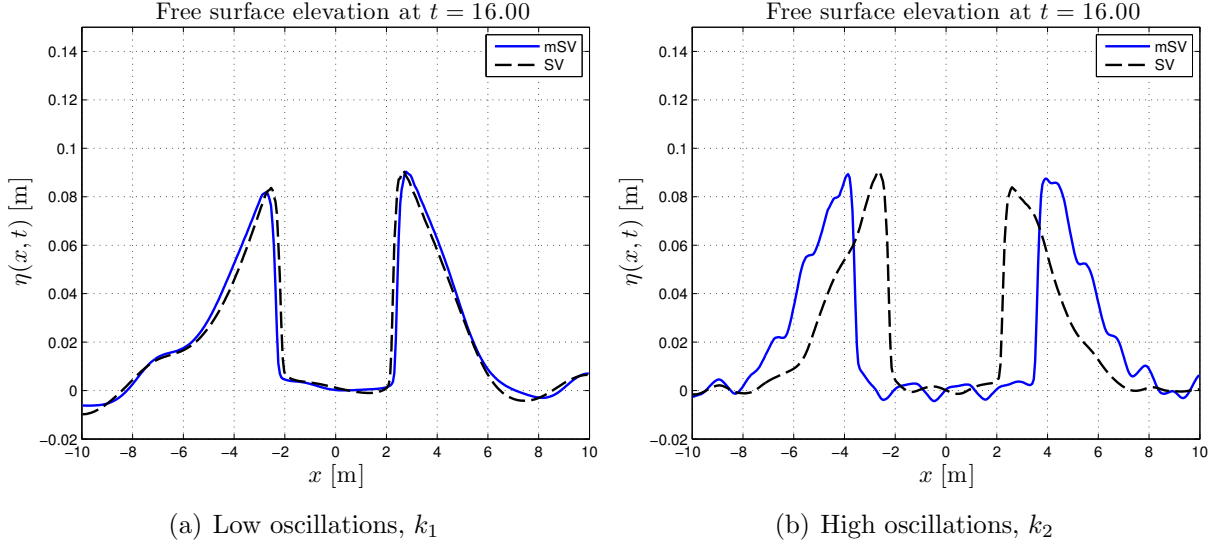 Free surface elevation at t = 16.00
0.14
0.12
0.1
0.08
0.06
0.04
0.02
0
−0.02
η(x, t) [m]
mSV
SV
−10 −8 −6 −4 −2 0 2 4 6 8 10
x [m]
(a) Low oscillations, k₁
Free surface elevation at t = 16.00
0.14
0.12
0.1
0.08
0.06
0.04
0.02
0
−0.02
η(x, t) [m]
mSV
SV
−10 −8 −6 −4 −2 0 2 4 6 8 10
x [m]
(b) High oscillations, k₂